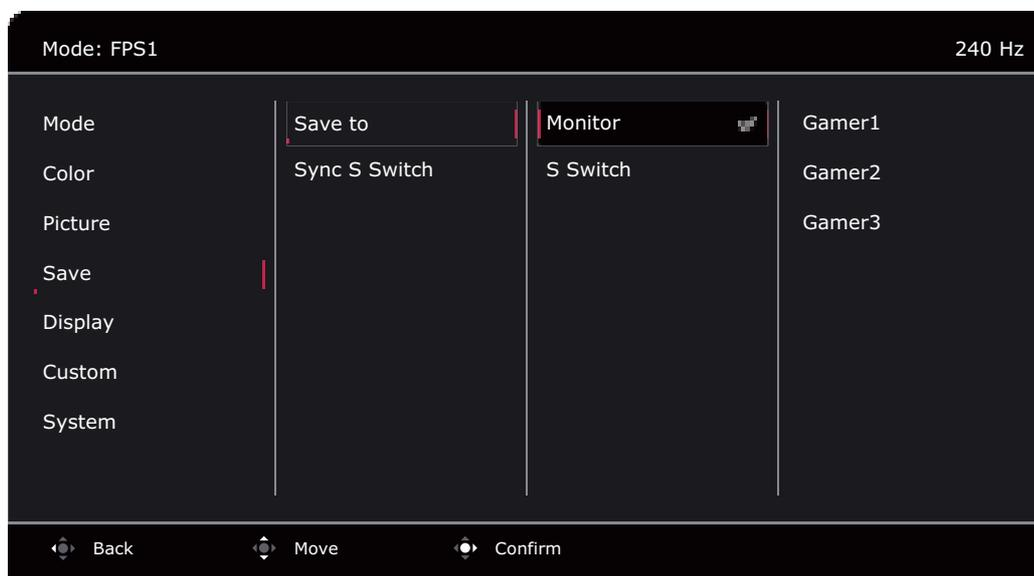 Mode: FPS1
240 Hz
Mode
Color
Picture
Save
Display
Custom
System
Save to
Sync S Switch
Monitor
S Switch
Gamer1
Gamer2
Gamer3
Back
Move
Confirm